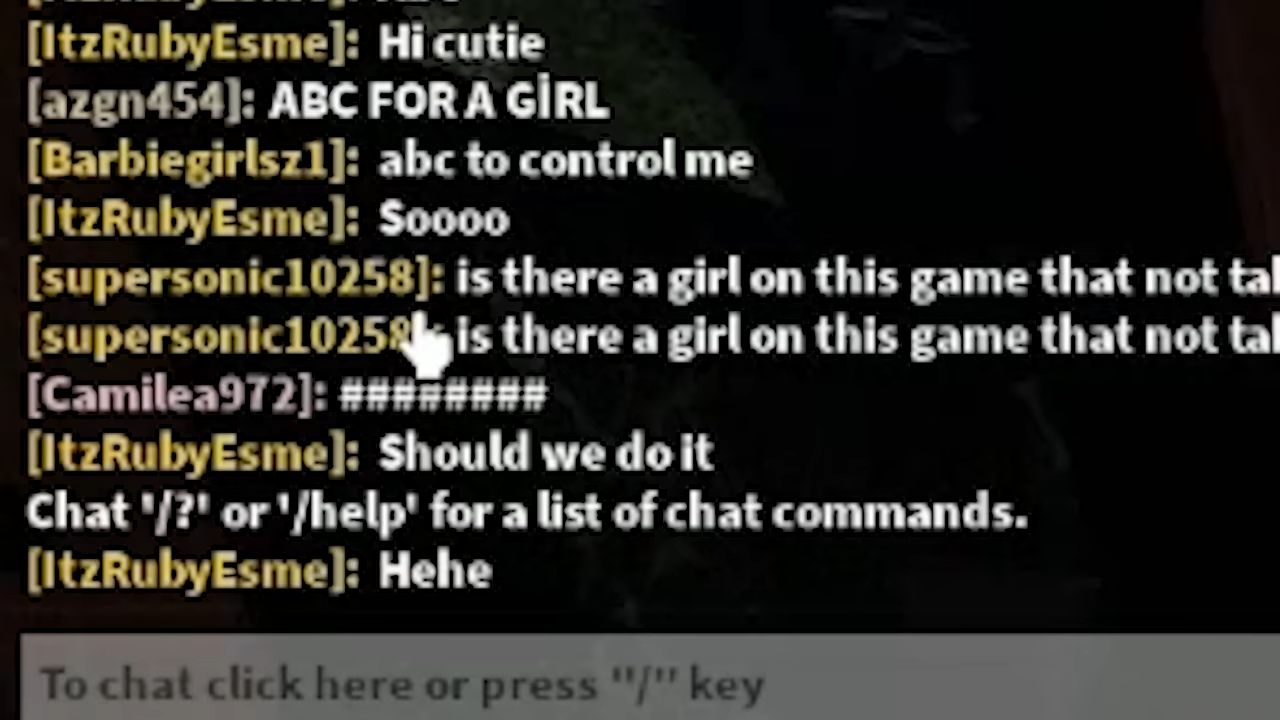 [ItzRubyEsme]: Hi cutie
[azgn454]: ABC FOR A GİRL
[Barbiegirlsz1]: abc to control me
[ItzRubyEsme]: Soooo
[supersonic10258]: is there a girl on this game that not tal
[supersonic10258]: is there a girl on this game that not tal
[Camilea972]: ########
[ItzRubyEsme]: Should we do it
Chat '/?' or '/help' for a list of chat commands.
[ItzRubyEsme]: Hehe
To chat click here or press "/" key